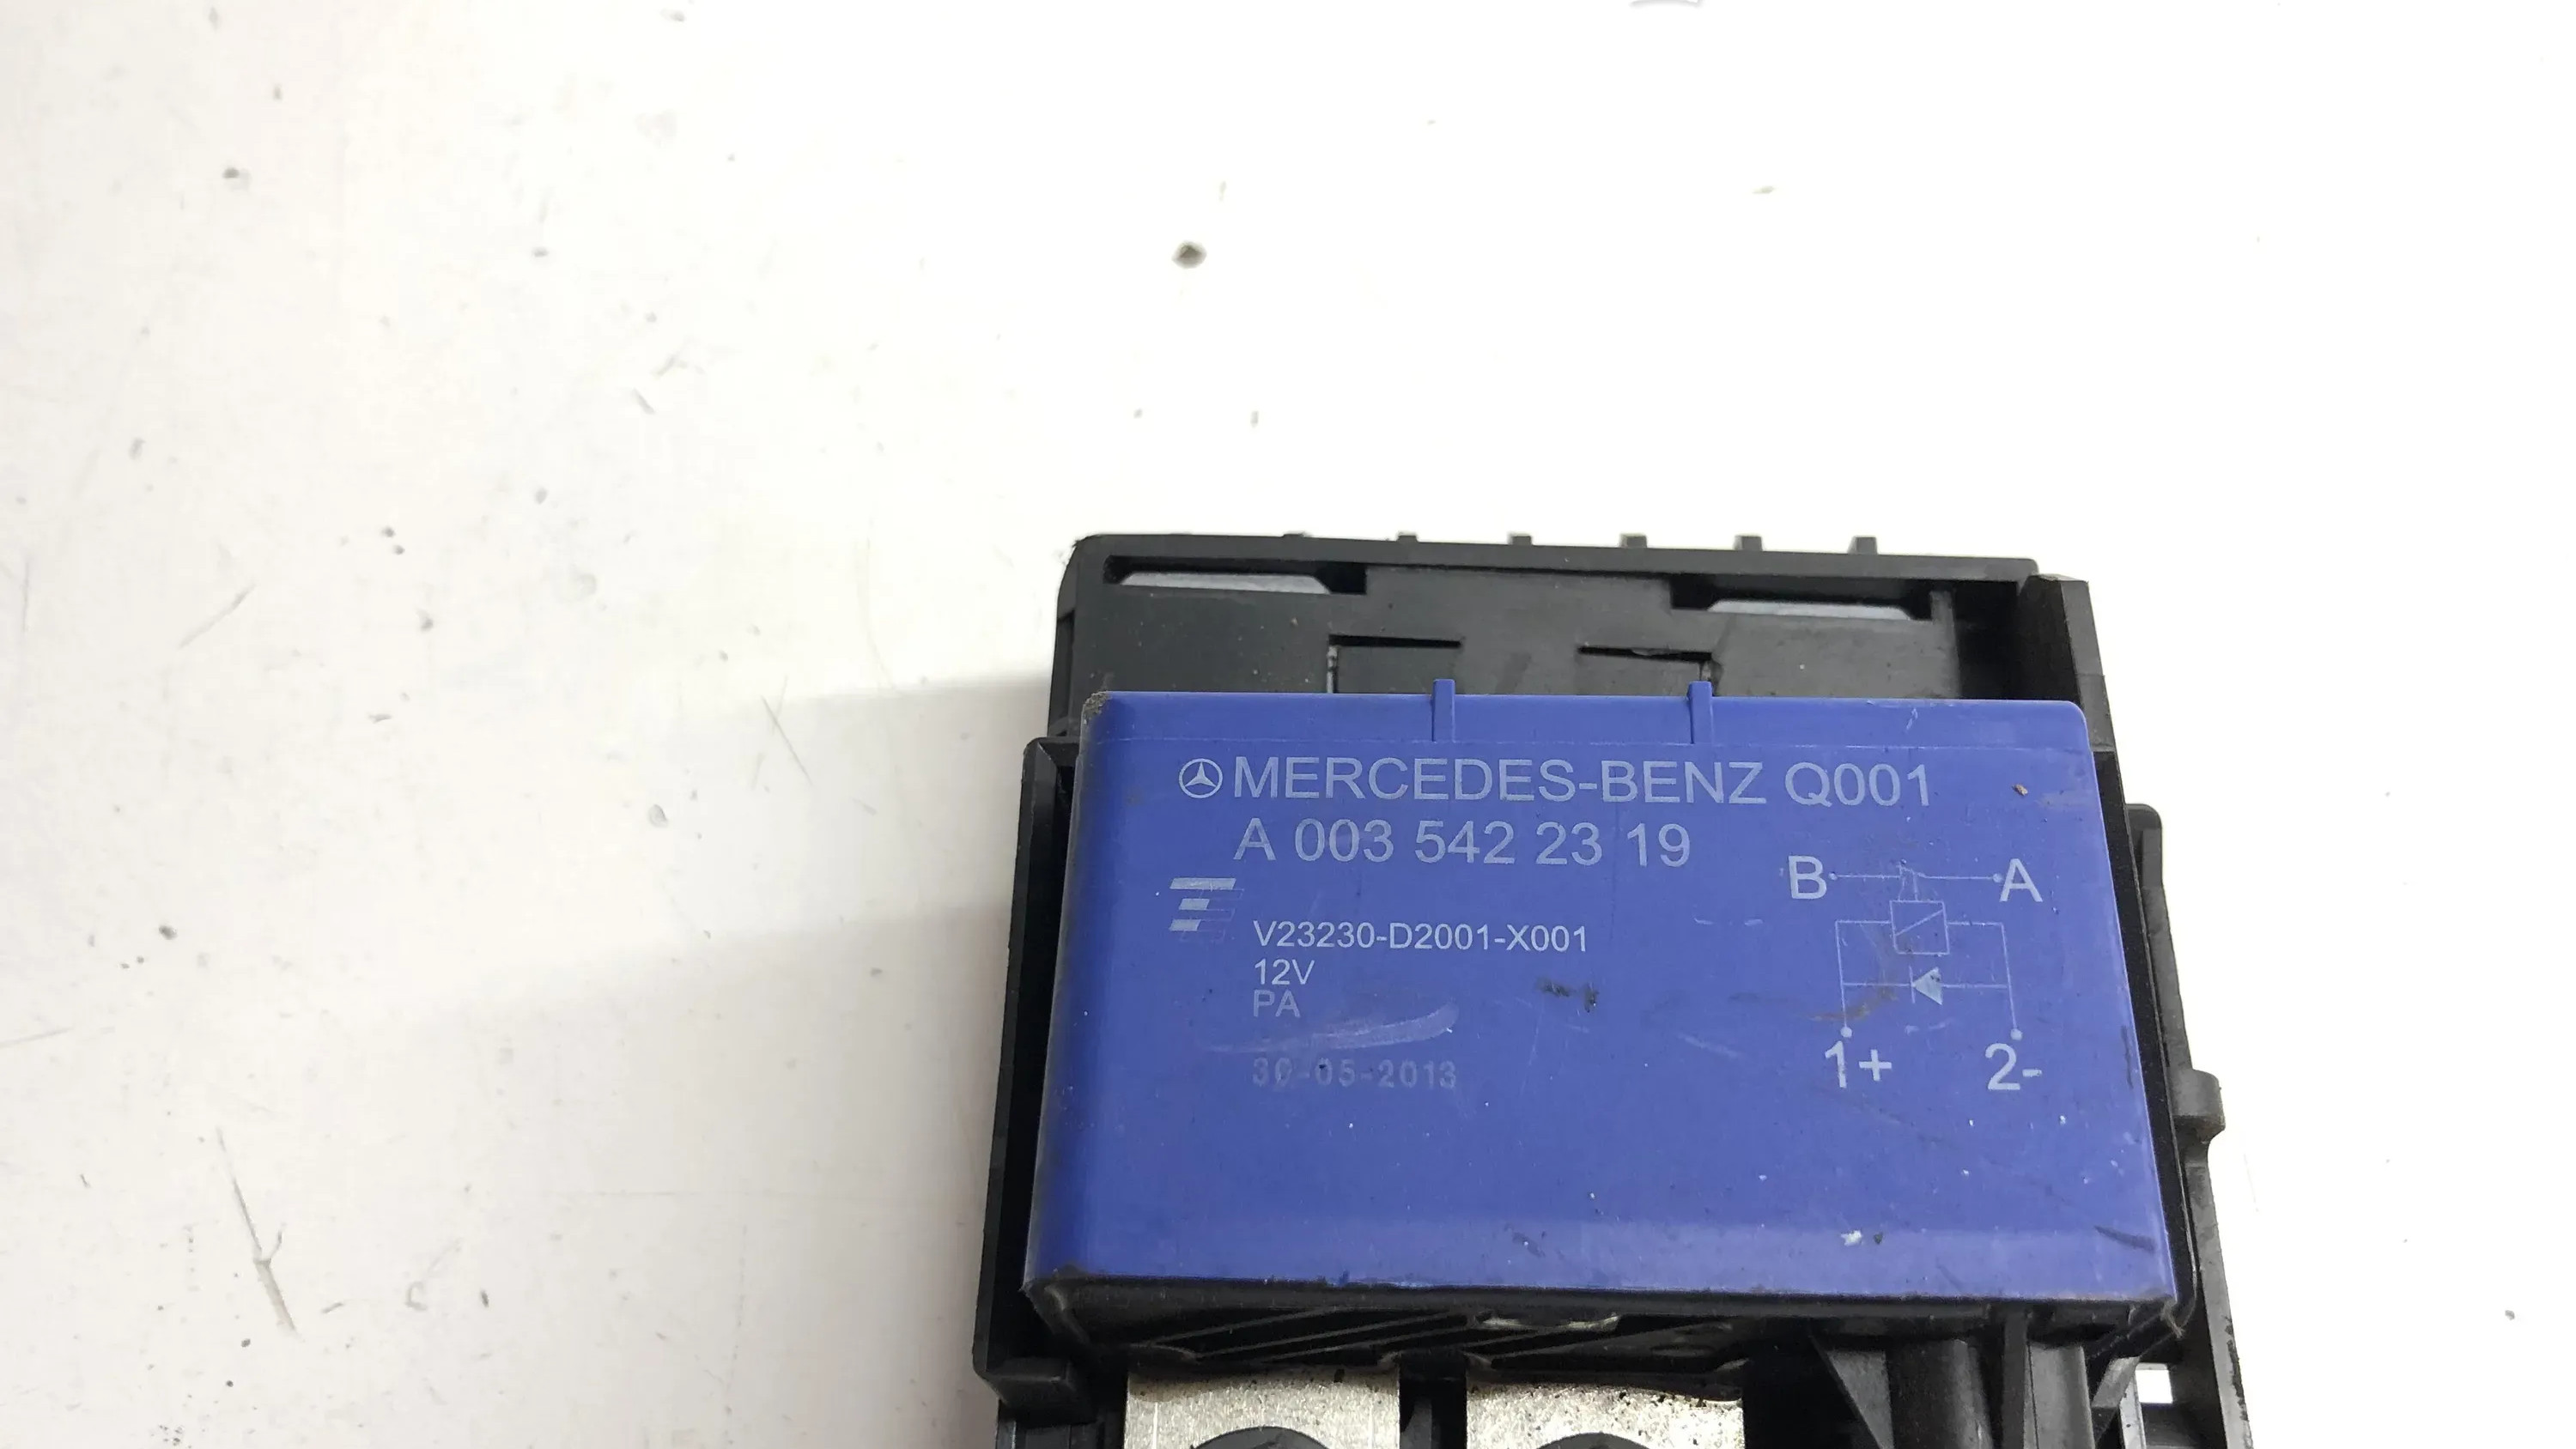 MERCEDES-BENZ Q001
A 003 542 23 19
V23230-D2001-X001
12V
PA
30-05-2013
B A
1+ 2-